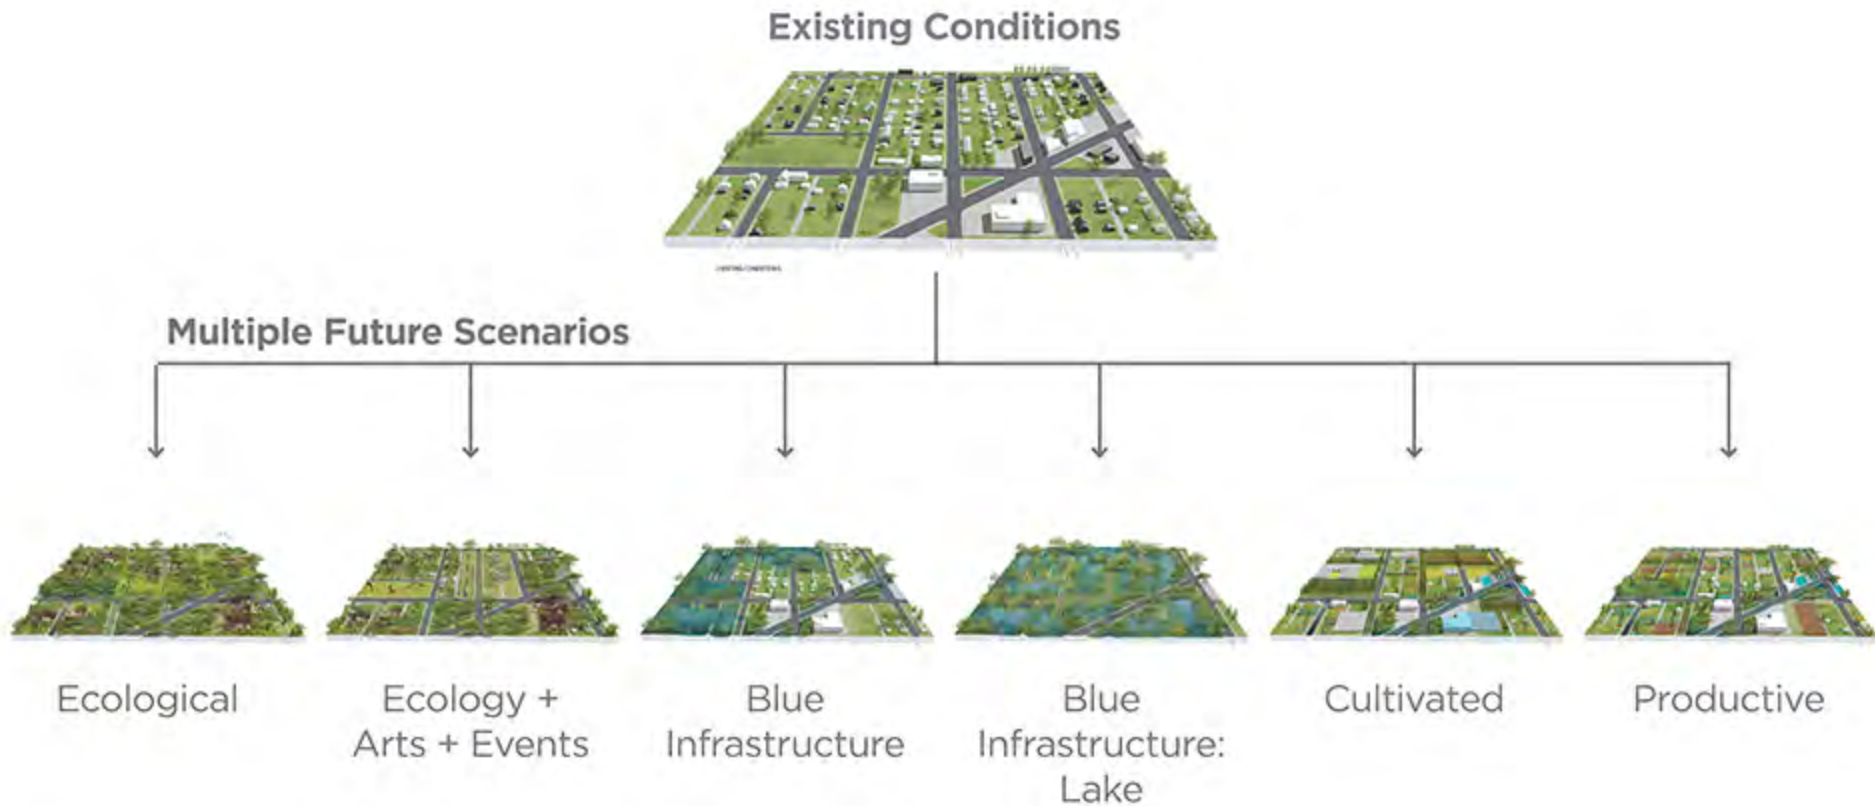 Existing Conditions
Multiple Future Scenarios
Ecological
Ecology +
Arts + Events
Blue
Infrastructure
Blue
Infrastructure:
Lake
Cultivated
Productive